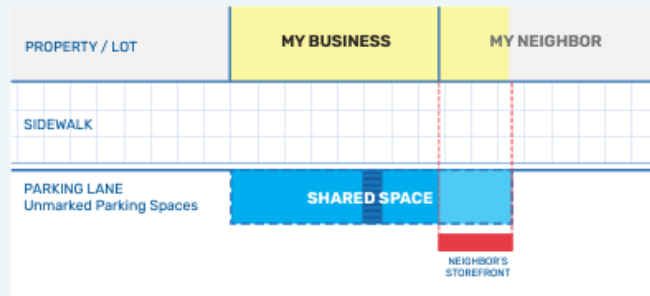 PROPERTY / LOT
MY BUSINESS
MY NEIGHBOR
SIDEWALK
PARKING LANE
Unmarked Parking Spaces
SHARED SPACE
NEIGHBOR'S
STOREFRONT